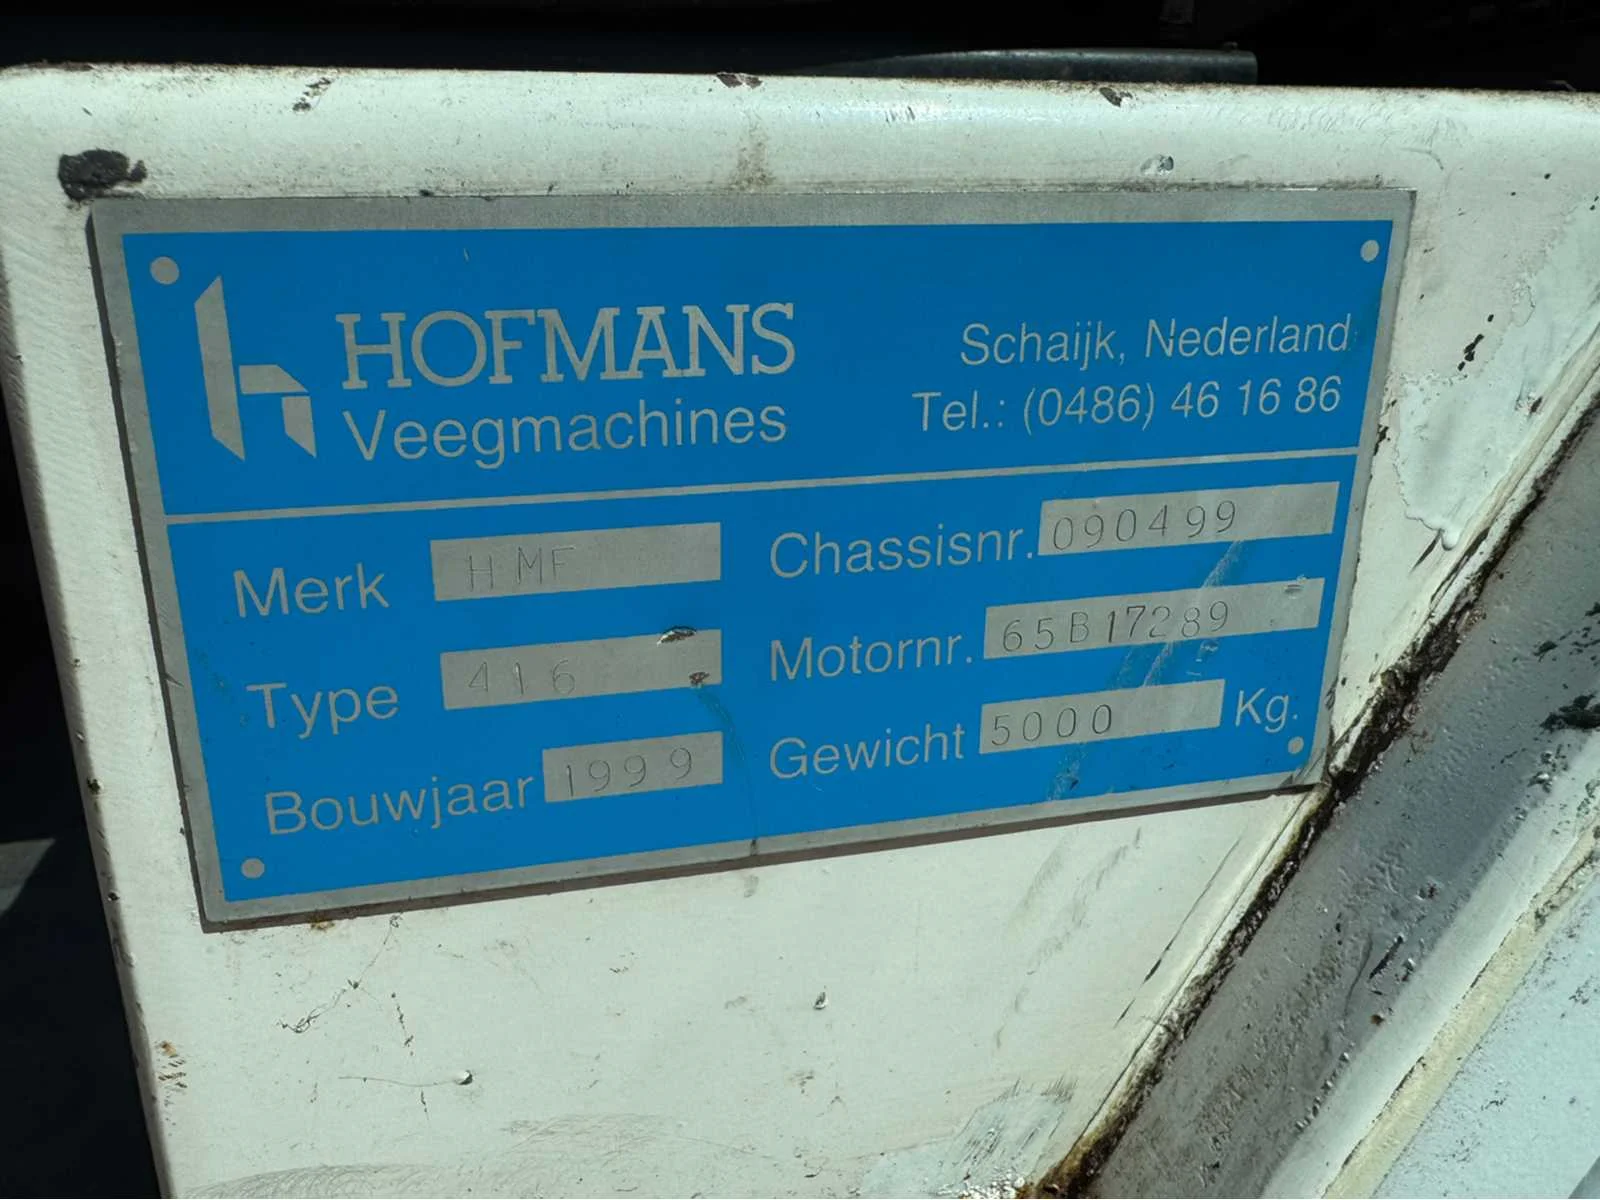 HOFMANS
Veegmachines
Schaijk, Nederland
Tel.: (0486) 46 16 86
Merk HMF
Type 416
Bouwjaar 1999
Chassisnr. 090499
Motornr. 65B17289
Gewicht 5000 Kg.